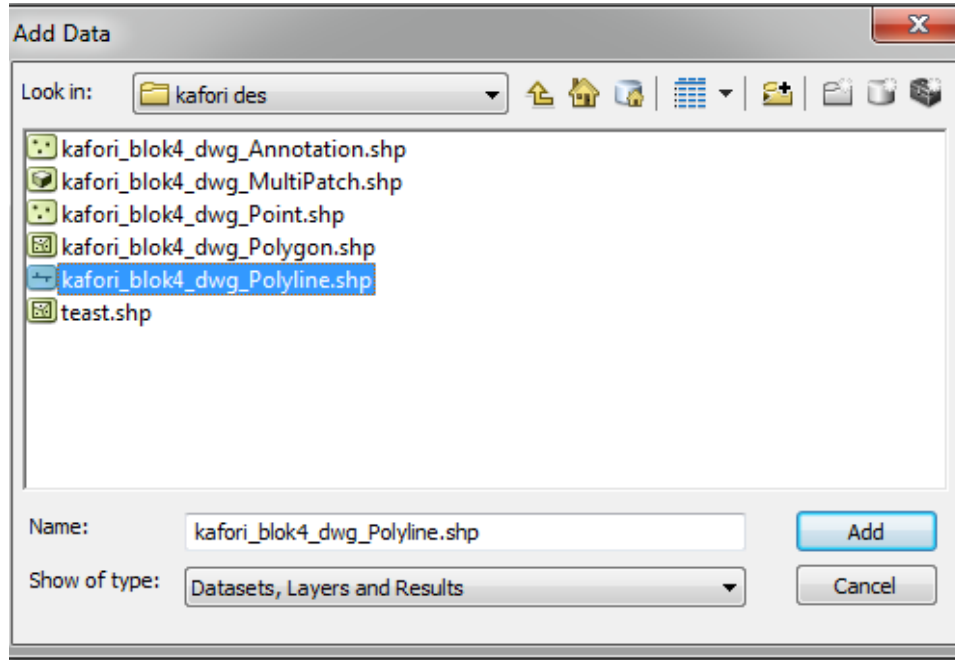 Add Data
Look in: kafori des
kafori_blok4_dwg_Annotation.shp
kafori_blok4_dwg_MultiPatch.shp
kafori_blok4_dwg_Point.shp
kafori_blok4_dwg_Polygon.shp
kafori_blok4_dwg_Polyline.shp
teast.shp
Name: kafori_blok4_dwg_Polyline.shp Add
Show of type: Datasets, Layers and Results Cancel